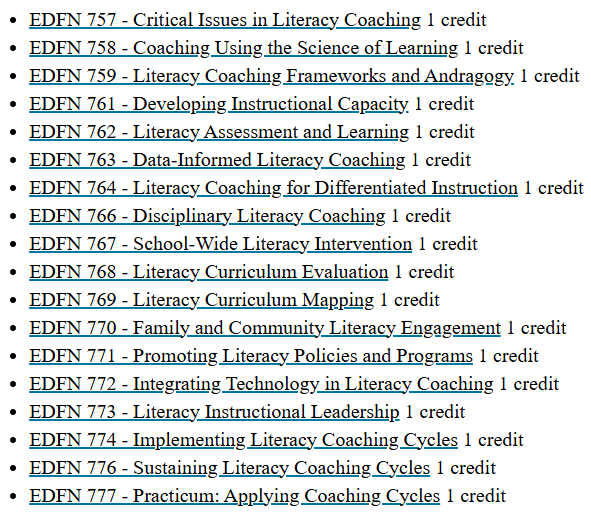 EDFN 757 - Critical Issues in Literacy Coaching 1 credit
EDFN 758 - Coaching Using the Science of Learning 1 credit
EDFN 759 - Literacy Coaching Frameworks and Andragogy 1 credit
EDFN 761 - Developing Instructional Capacity 1 credit
EDFN 762 - Literacy Assessment and Learning 1 credit
EDFN 763 - Data-Informed Literacy Coaching 1 credit
EDFN 764 - Literacy Coaching for Differentiated Instruction 1 credit
EDFN 766 - Disciplinary Literacy Coaching 1 credit
EDFN 767 - School-Wide Literacy Intervention 1 credit
EDFN 768 - Literacy Curriculum Evaluation 1 credit
EDFN 769 - Literacy Curriculum Mapping 1 credit
EDFN 770 - Family and Community Literacy Engagement 1 credit
EDFN 771 - Promoting Literacy Policies and Programs 1 credit
EDFN 772 - Integrating Technology in Literacy Coaching 1 credit
EDFN 773 - Literacy Instructional Leadership 1 credit
EDFN 774 - Implementing Literacy Coaching Cycles 1 credit
EDFN 776 - Sustaining Literacy Coaching Cycles 1 credit
EDFN 777 - Practicum: Applying Coaching Cycles 1 credit